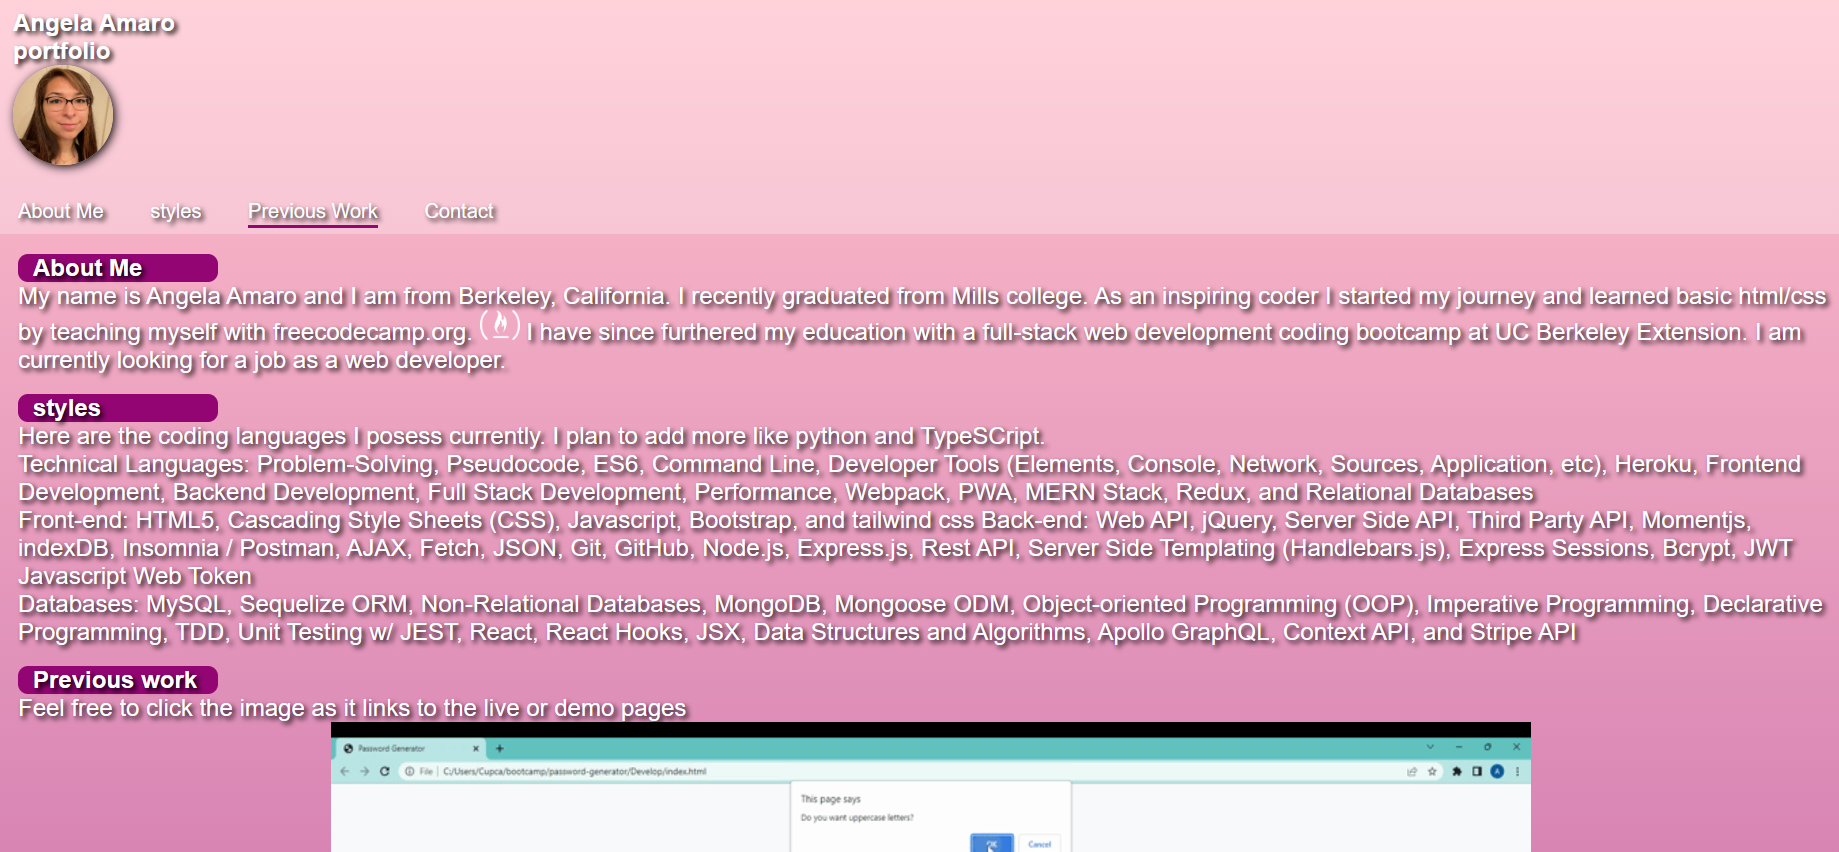 Angela Amaro
portfolio
About Me
styles
Previous Work
Contact
About Me
My name is Angela Amaro and I am from Berkeley, California. I recently graduated from Mills college. As an inspiring coder I started my journey and learned basic html/css
by teaching myself with freecodecamp.org. I have since furthered my education with a full-stack web development coding bootcamp at UC Berkeley Extension. I am
currently looking for a job as a web developer.
styles
Here are the coding languages I posess currently. I plan to add more like python and TypeSCript.
Technical Languages: Problem-Solving, Pseudocode, ES6, Command Line, Developer Tools (Elements, Console, Network, Sources, Application, etc), Heroku, Frontend
Development, Backend Development, Full Stack Development, Performance, Webpack, PWA, MERN Stack, Redux, and Relational Databases
Front-end: HTML5, Cascading Style Sheets (CSS), Javascript, Bootstrap, and tailwind css Back-end: Web API, jQuery, Server Side API, Third Party API, Momentjs,
indexDB, Insomnia / Postman, AJAX, Fetch, JSON, Git, GitHub, Node.js, Express.js, Rest API, Server Side Templating (Handlebars.js), Express Sessions, Bcrypt, JWT
Javascript Web Token
Databases: MySQL, Sequelize ORM, Non-Relational Databases, MongoDB, Mongoose ODM, Object-oriented Programming (OOP), Imperative Programming, Declarative
Programming, TDD, Unit Testing w/ JEST, React, React Hooks, JSX, Data Structures and Algorithms, Apollo GraphQL, Context API, and Stripe API
Previous work
Feel free to click the image as it links to the live or demo pages
Password Generator
File C:/Users/Cupca/bootcamp/password-generator/Develop/index.html
A
This page says
Do you want uppercase letters?
OK
Cancel